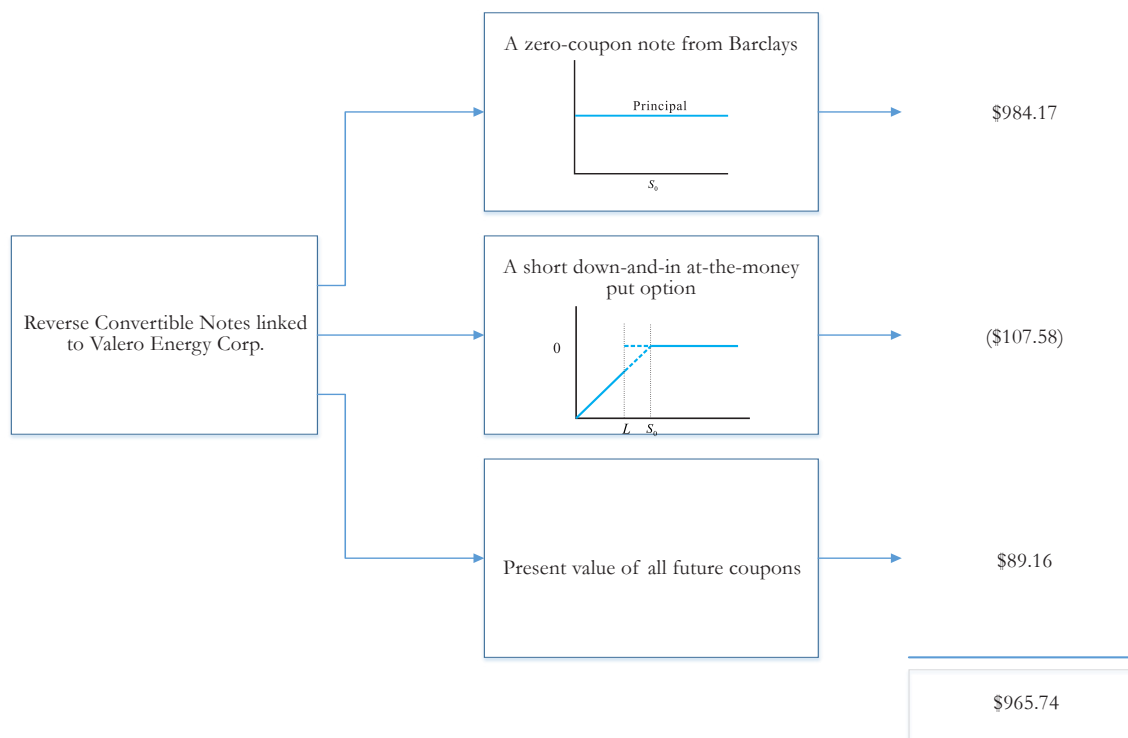 A zero-coupon note from Barclays
Principal
S₀
$984.17
Reverse Convertible Notes linked
to Valero Energy Corp.
A short down-and-in at-the-money
put option
0
L S₀
($107.58)
Present value of all future coupons
$89.16
$965.74